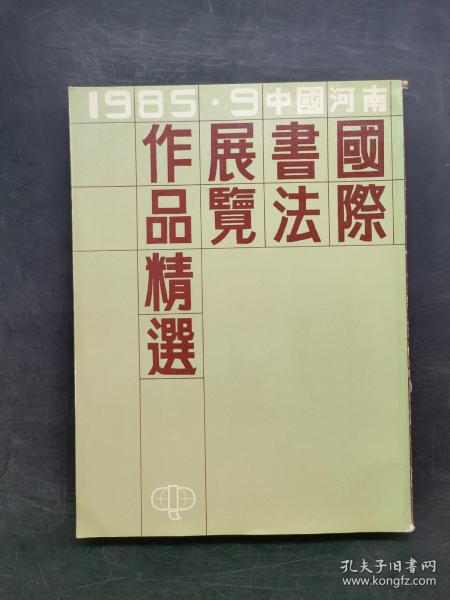 1985·9中國河南
國際
書法
展覽
作品精選
孔夫子旧书网
www.kongfz.com